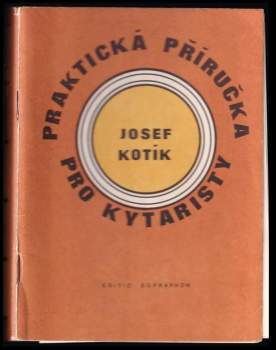 PRAKTICKÁ PŘÍRUČKA
JOSEF
KOTÍK
PRO KYTARISTY
EDITIO SUPRAPHON